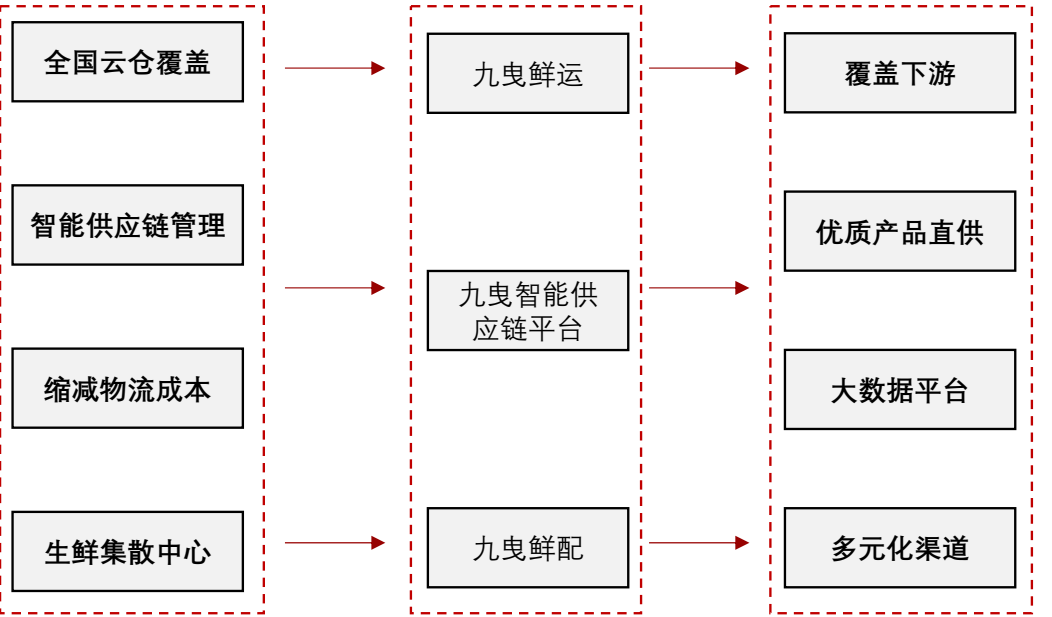 全国云仓覆盖
智能供应链管理
缩减物流成本
生鲜集散中心
九曳鲜运
九曳智能供
应链平台
九曳鲜配
覆盖下游
优质产品直供
大数据平台
多元化渠道